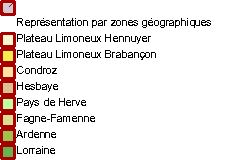 Représentation par zones géographiques
Plateau Limoneux Hennuyer
Plateau Limoneux Brabançon
Condroz
Hesbaye
Pays de Herve
Fagne-Famenne
Ardenne
Lorraine